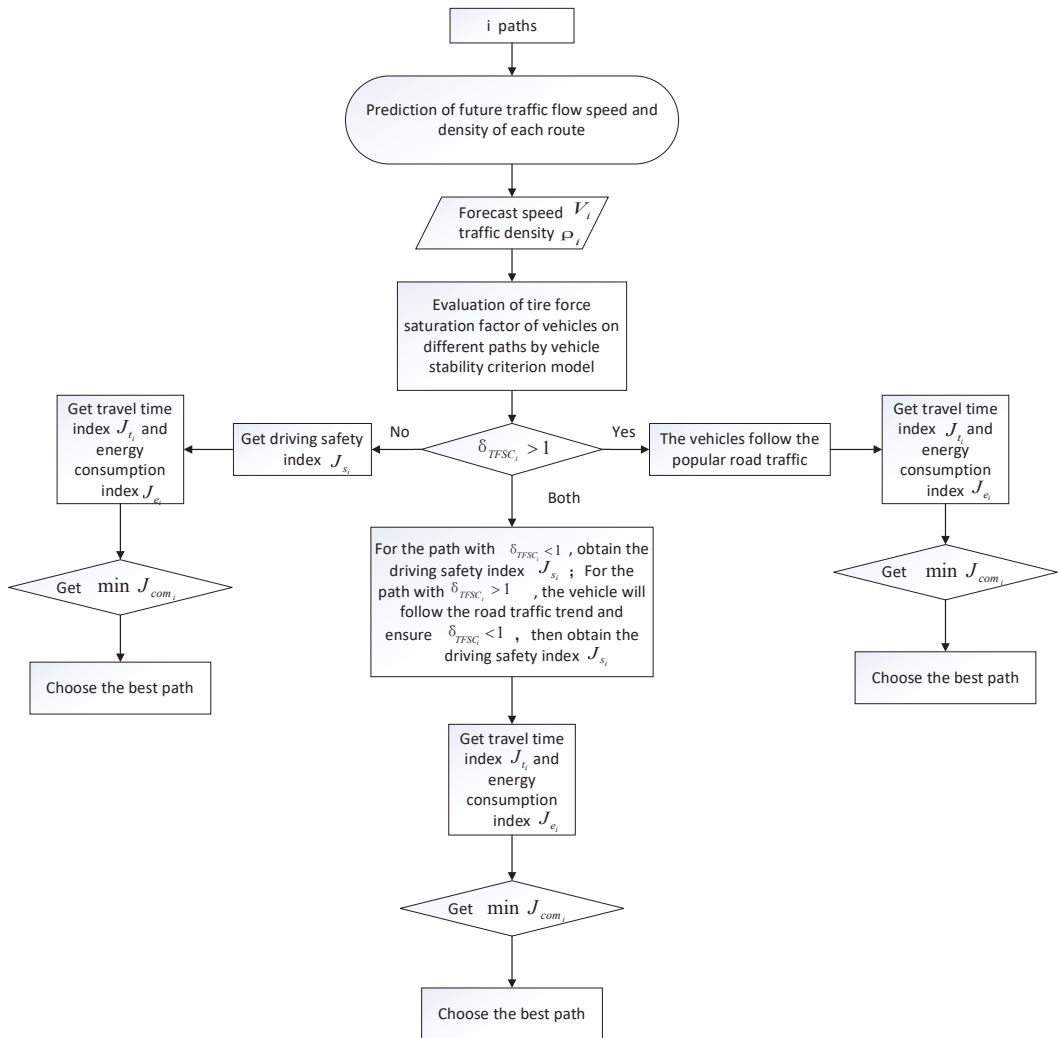 i paths
Prediction of future traffic flow speed and
density of each route
Forecast speed V_i
traffic density ρ_i
Evaluation of tire force
saturation factor of vehicles on
different paths by vehicle
stability criterion model
δ_{TFSC_i} > 1
No
Yes
Both
Get driving safety
index J_{s_i}
Get travel time
index J_{t_i} and
energy
consumption
index J_{e_i}
Get min J_{com_i}
Choose the best path
The vehicles follow the
popular road traffic
Get travel time
index J_{t_i} and
energy
consumption
index J_{e_i}
Get min J_{com_i}
Choose the best path
For the path with δ_{TFSC_i} <1 , obtain the
driving safety index J_{s_i} ; For the
path with δ_{TFSC_i} >1 , the vehicle will
follow the road traffic trend and
ensure δ_{TFSC_i} <1 , then obtain the
driving safety index J_{s_i}
Get travel time
index J_{t_i} and
energy
consumption
index J_{e_i}
Get min J_{com_i}
Choose the best path